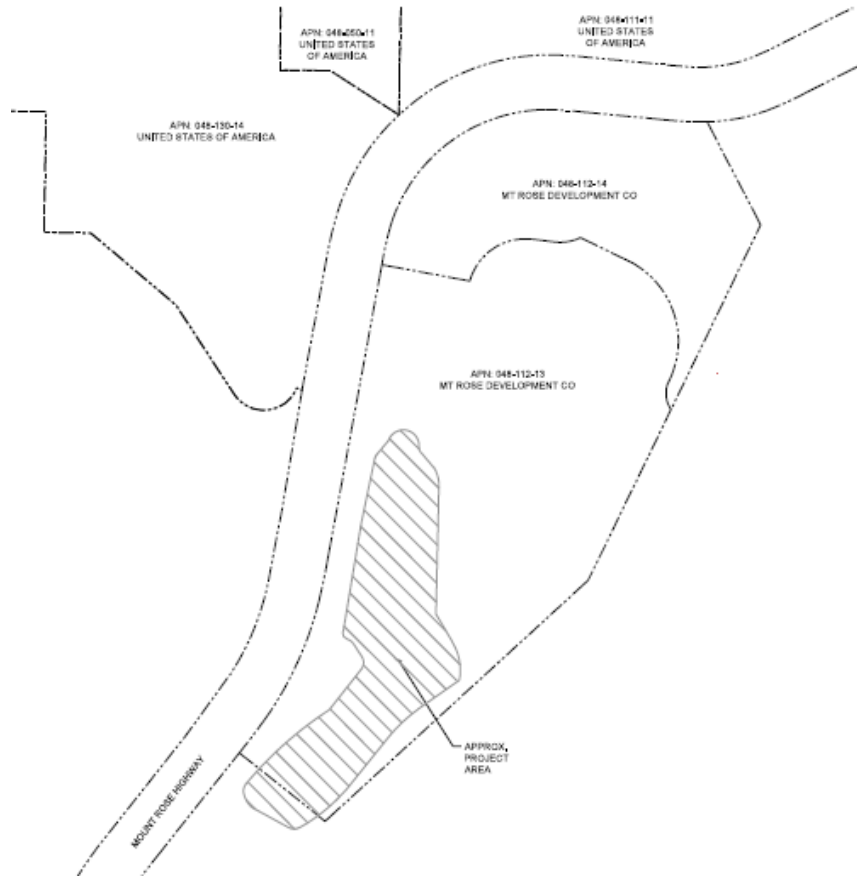 APN: 048-050-11
UNITED STATES
OF AMERICA
APN: 048-111-11
UNITED STATES
OF AMERICA
APN: 048-130-14
UNITED STATES OF AMERICA
APN: 048-112-14
MT ROSE DEVELOPMENT CO
APN: 048-112-13
MT ROSE DEVELOPMENT CO
APPROX.
PROJECT
AREA
MOUNT ROSE HIGHWAY